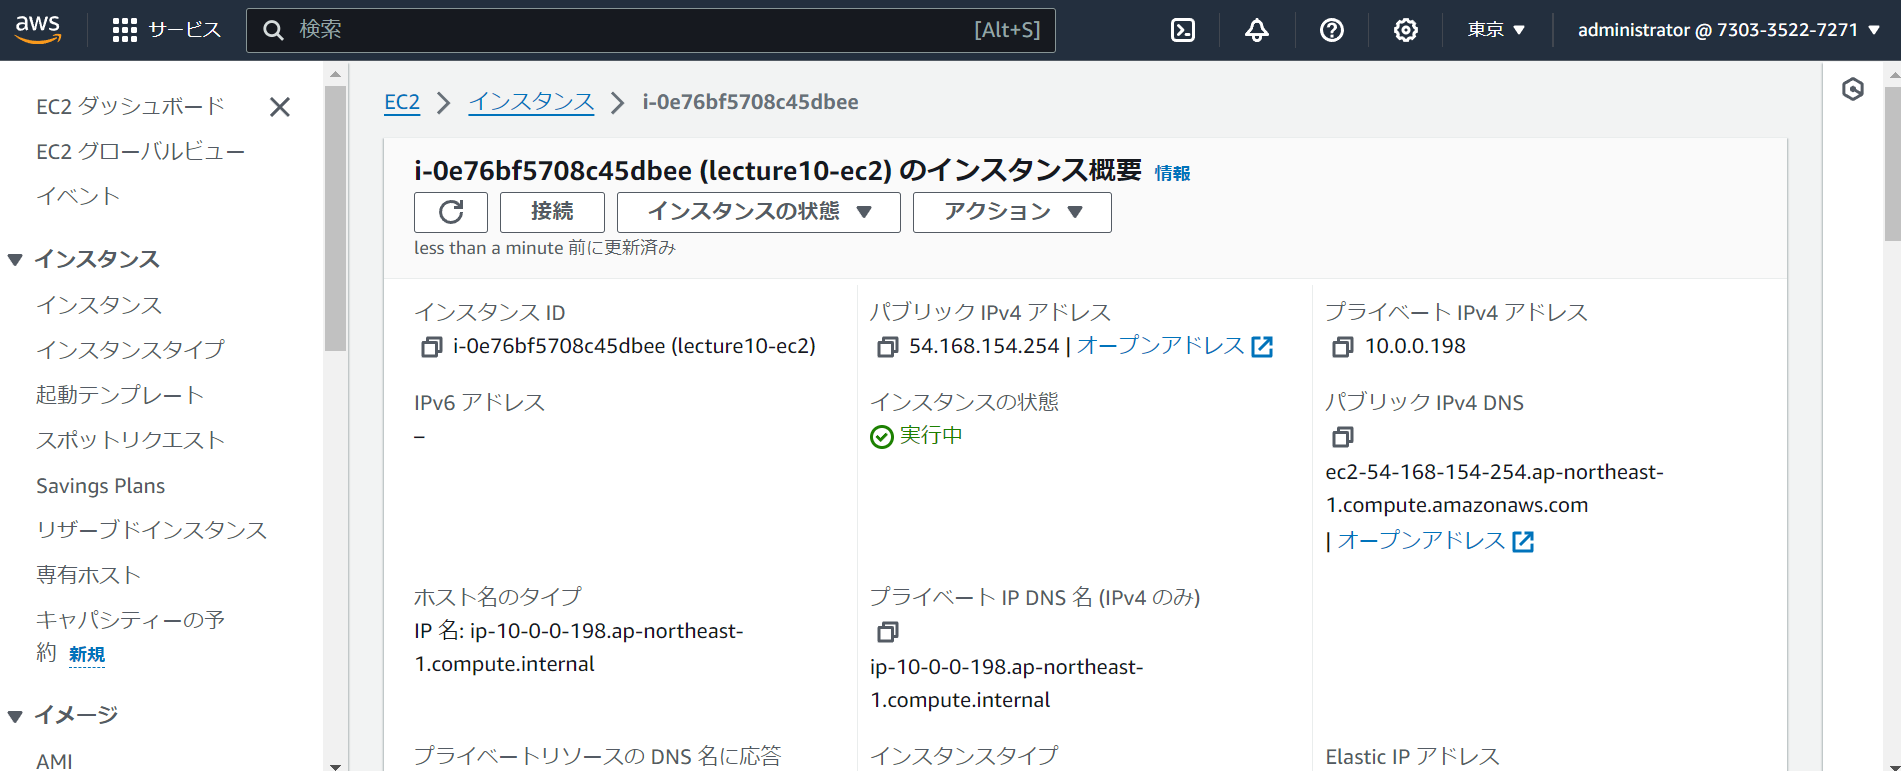 aws
サービス
検索
[Alt+S]
東京 ▼
administrator @ 7303-3522-7271 ▼
EC2 ダッシュボード
EC2 グローバルビュー
イベント
▼ インスタンス
インスタンス
インスタンスタイプ
起動テンプレート
スポットリクエスト
Savings Plans
リザーブドインスタンス
専有ホスト
キャパシティーの予
約 新規
▼ イメージ
AMI
EC2 > インスタンス > i-0e76bf5708c45dbee
i-0e76bf5708c45dbee (lecture10-ec2) のインスタンス概要 情報
接続
インスタンスの状態 ▼
アクション ▼
less than a minute 前に更新済み
インスタンス ID
i-0e76bf5708c45dbee (lecture10-ec2)
パブリック IPv4 アドレス
54.168.154.254 | オープンアドレス
プライベート IPv4 アドレス
10.0.0.198
IPv6 アドレス
–
インスタンスの状態
実行中
パブリック IPv4 DNS
ec2-54-168-154-254.ap-northeast-
1.compute.amazonaws.com
| オープンアドレス
ホスト名のタイプ
IP 名: ip-10-0-0-198.ap-northeast-
1.compute.internal
プライベート IP DNS 名 (IPv4 のみ)
ip-10-0-0-198.ap-northeast-
1.compute.internal
プライベートリソースの DNS 名に応答
インスタンスタイプ
Elastic IP アドレス